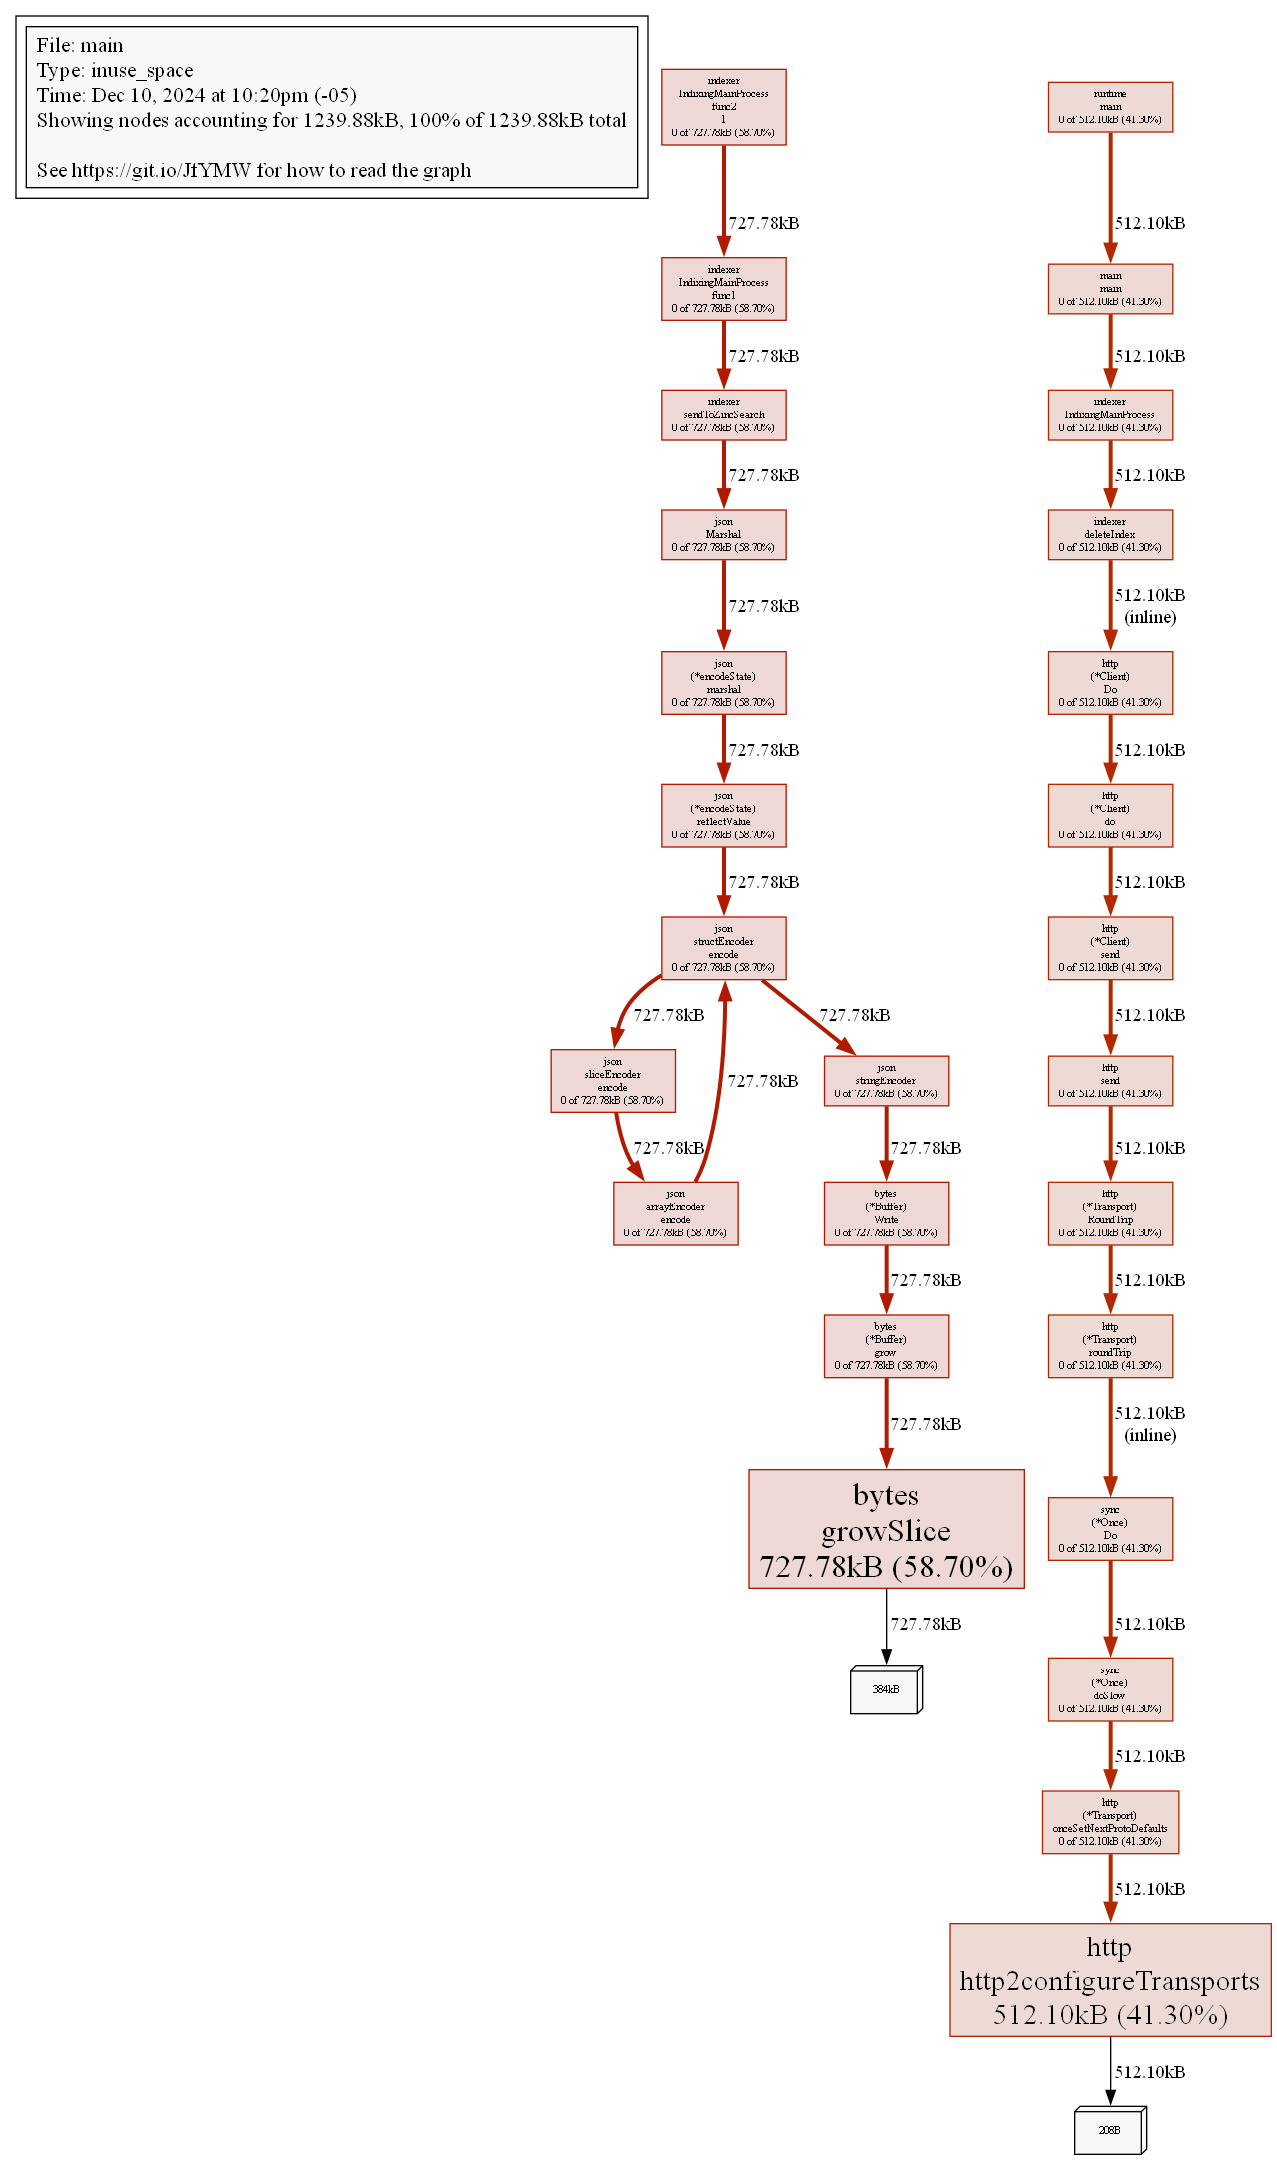 File: main
Type: inuse_space
Time: Dec 10, 2024 at 10:20pm (-05)
Showing nodes accounting for 1239.88kB, 100% of 1239.88kB total
See https://git.io/JfYMW for how to read the graph
indexer
IndixingMainProcess
func2
1
0 of 727.78kB (58.70%)
727.78kB
indexer
IndixingMainProcess
func1
0 of 727.78kB (58.70%)
727.78kB
indexer
sendToZincSearch
0 of 727.78kB (58.70%)
727.78kB
json
Marshal
0 of 727.78kB (58.70%)
727.78kB
json
(*encodeState)
marshal
0 of 727.78kB (58.70%)
727.78kB
json
(*encodeState)
reflectValue
0 of 727.78kB (58.70%)
727.78kB
json
structEncoder
encode
0 of 727.78kB (58.70%)
727.78kB
727.78kB
json
sliceEncoder
encode
0 of 727.78kB (58.70%)
727.78kB
727.78kB
json
arrayEncoder
encode
0 of 727.78kB (58.70%)
json
stringEncoder
0 of 727.78kB (58.70%)
727.78kB
bytes
(*Buffer)
Write
0 of 727.78kB (58.70%)
727.78kB
bytes
(*Buffer)
grow
0 of 727.78kB (58.70%)
727.78kB
bytes
growSlice
727.78kB (58.70%)
727.78kB
384kB
runtime
main
0 of 512.10kB (41.30%)
512.10kB
main
main
0 of 512.10kB (41.30%)
512.10kB
indexer
IndixingMainProcess
0 of 512.10kB (41.30%)
512.10kB
indexer
deleteIndex
0 of 512.10kB (41.30%)
512.10kB
(inline)
http
(*Client)
Do
0 of 512.10kB (41.30%)
512.10kB
http
(*Client)
do
0 of 512.10kB (41.30%)
512.10kB
http
(*Client)
send
0 of 512.10kB (41.30%)
512.10kB
http
send
0 of 512.10kB (41.30%)
512.10kB
http
(*Transport)
RoundTrip
0 of 512.10kB (41.30%)
512.10kB
http
(*Transport)
roundTrip
0 of 512.10kB (41.30%)
512.10kB
(inline)
sync
(*Once)
Do
0 of 512.10kB (41.30%)
512.10kB
sync
(*Once)
doSlow
0 of 512.10kB (41.30%)
512.10kB
http
(*Transport)
onceSetNextProtoDefaults
0 of 512.10kB (41.30%)
512.10kB
http
http2configureTransports
512.10kB (41.30%)
512.10kB
208B